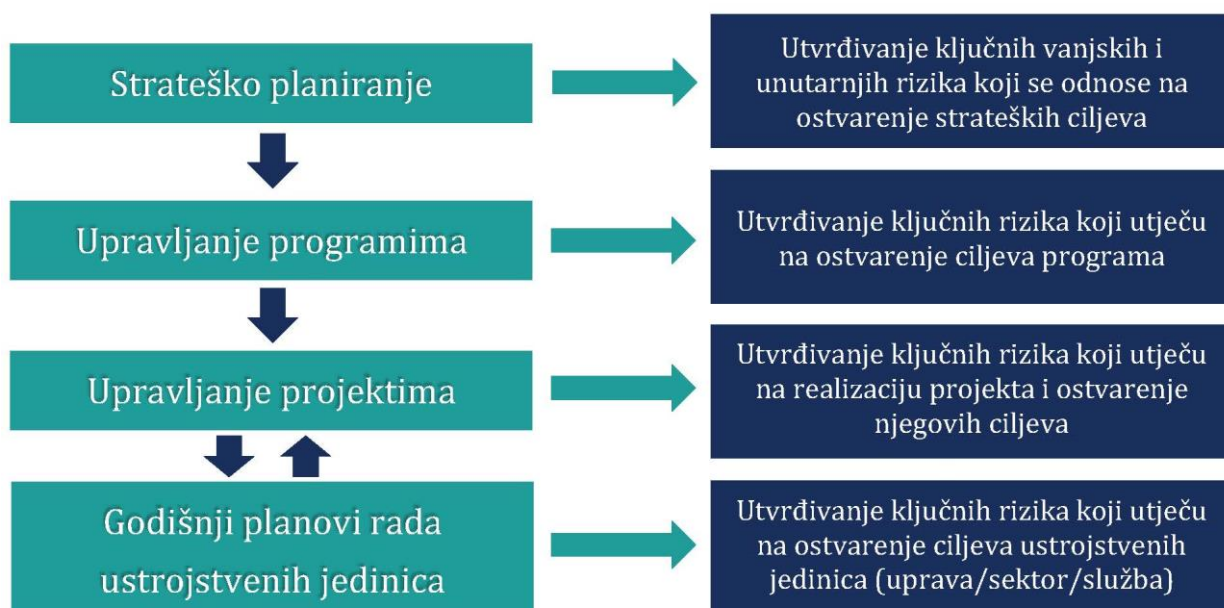 Strateško planiranje
Utvrđivanje ključnih vanjskih i
unutarnjih rizika koji se odnose na
ostvarenje strateških ciljeva
Upravljanje programima
Utvrđivanje ključnih rizika koji utječu
na ostvarenje ciljeva programa
Upravljanje projektima
Utvrđivanje ključnih rizika koji utječu
na realizaciju projekta i ostvarenje
njegovih ciljeva
Godišnji planovi rada
ustrojstvenih jedinica
Utvrđivanje ključnih rizika koji utječu
na ostvarenje ciljeva ustrojstvenih
jedinica (uprava/sektor/služba)